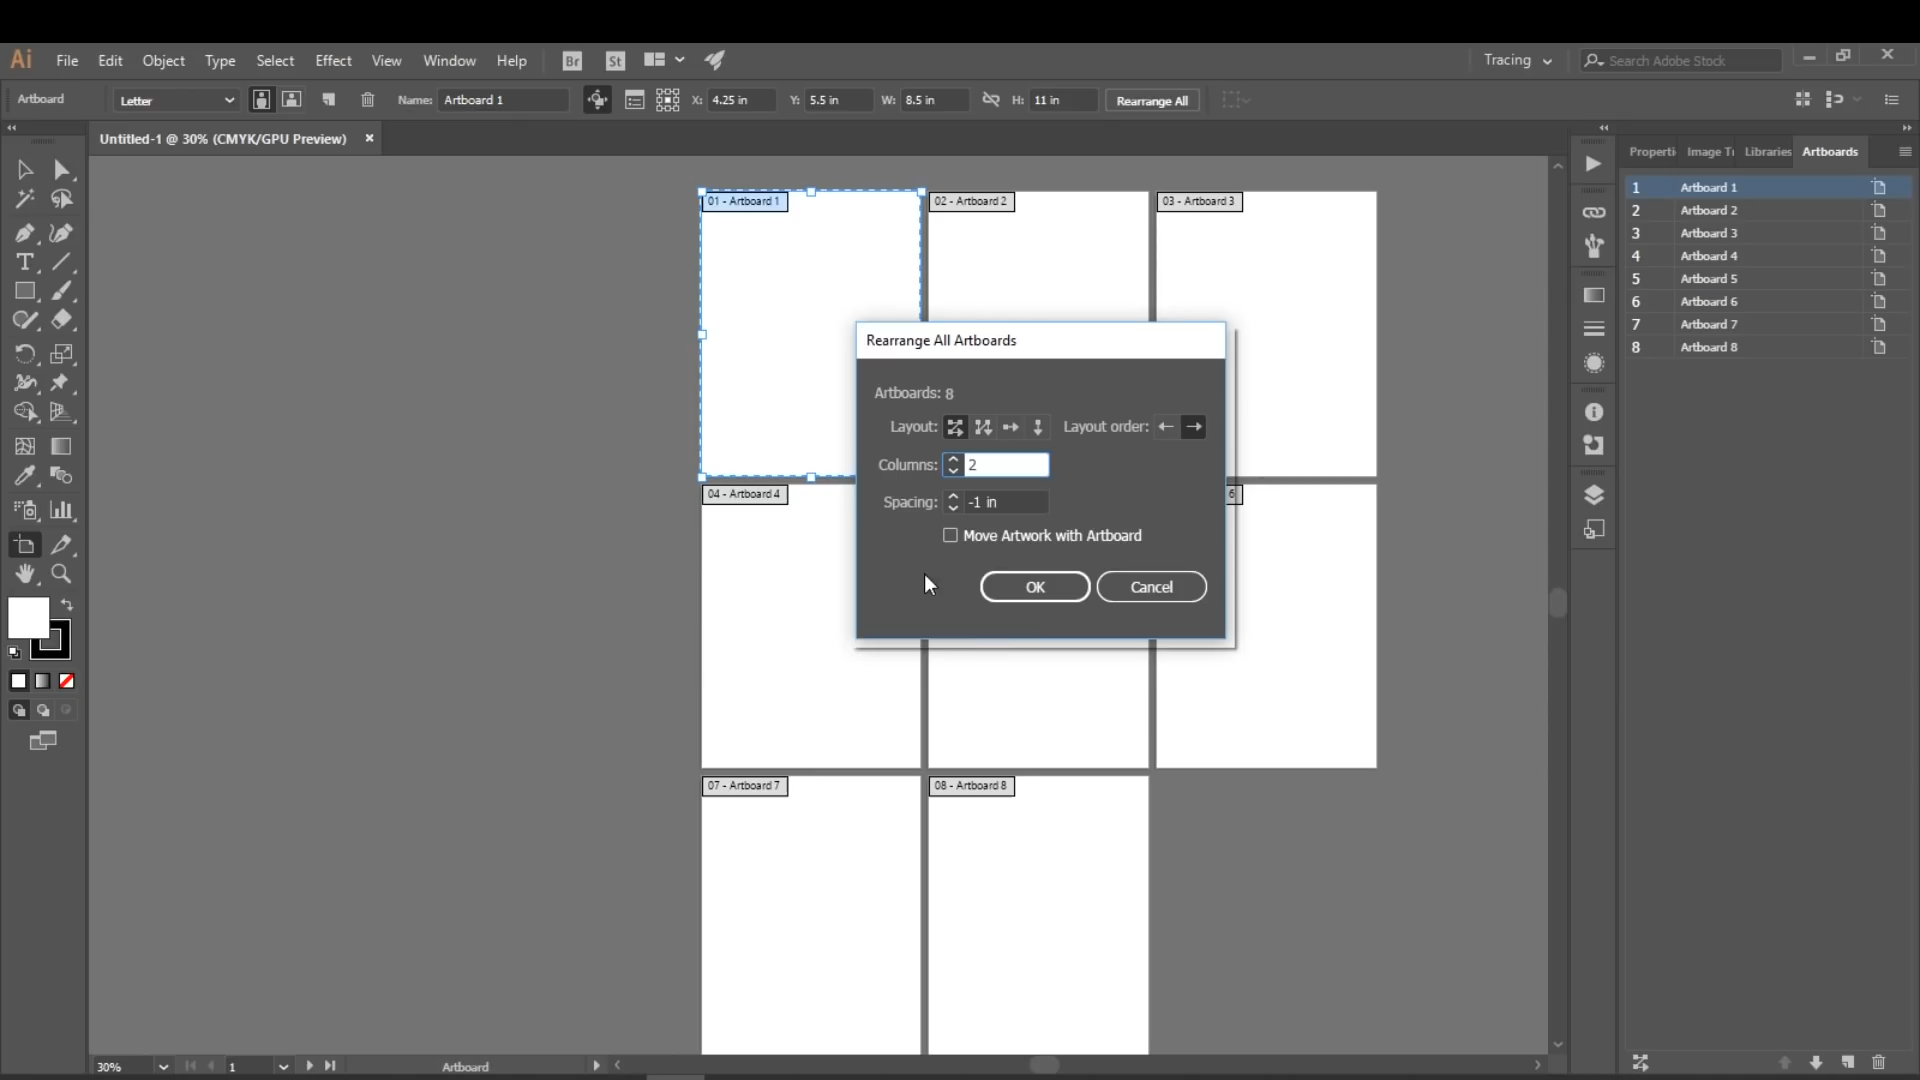 Ai File Edit Object Type Select Effect View Window Help Br St Tracing Search Adobe Stock
Artboard Letter Name: Artboard 1 X: 4.25 in Y: 5.5 in W: 8.5 in H: 11 in Rearrange All
Untitled-1 @ 30% (CMYK/GPU Preview) ×
Properti Image Tr Libraries Artboards
01 - Artboard 1
02 - Artboard 2
03 - Artboard 3
04 - Artboard 4
6
07 - Artboard 7
08 - Artboard 8
Rearrange All Artboards
Artboards: 8
Layout: Layout order:
Columns: 2
Spacing: -1 in
Move Artwork with Artboard
OK Cancel
1 Artboard 1
2 Artboard 2
3 Artboard 3
4 Artboard 4
5 Artboard 5
6 Artboard 6
7 Artboard 7
8 Artboard 8
30% 1 Artboard